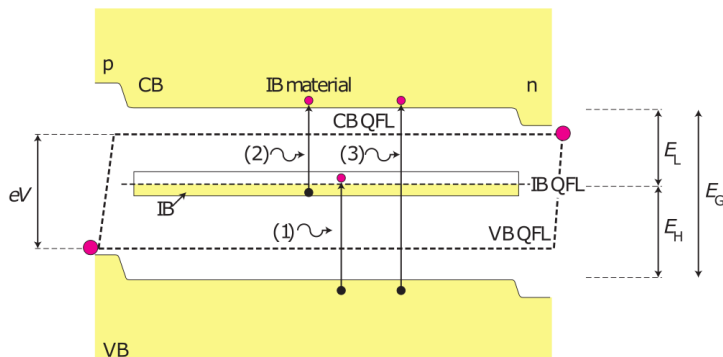 p
CB
IB material
n
CB QFL
(2)
(3)
E_L
eV
IB QFL
E_G
IB
(1)
VB QFL
E_H
VB